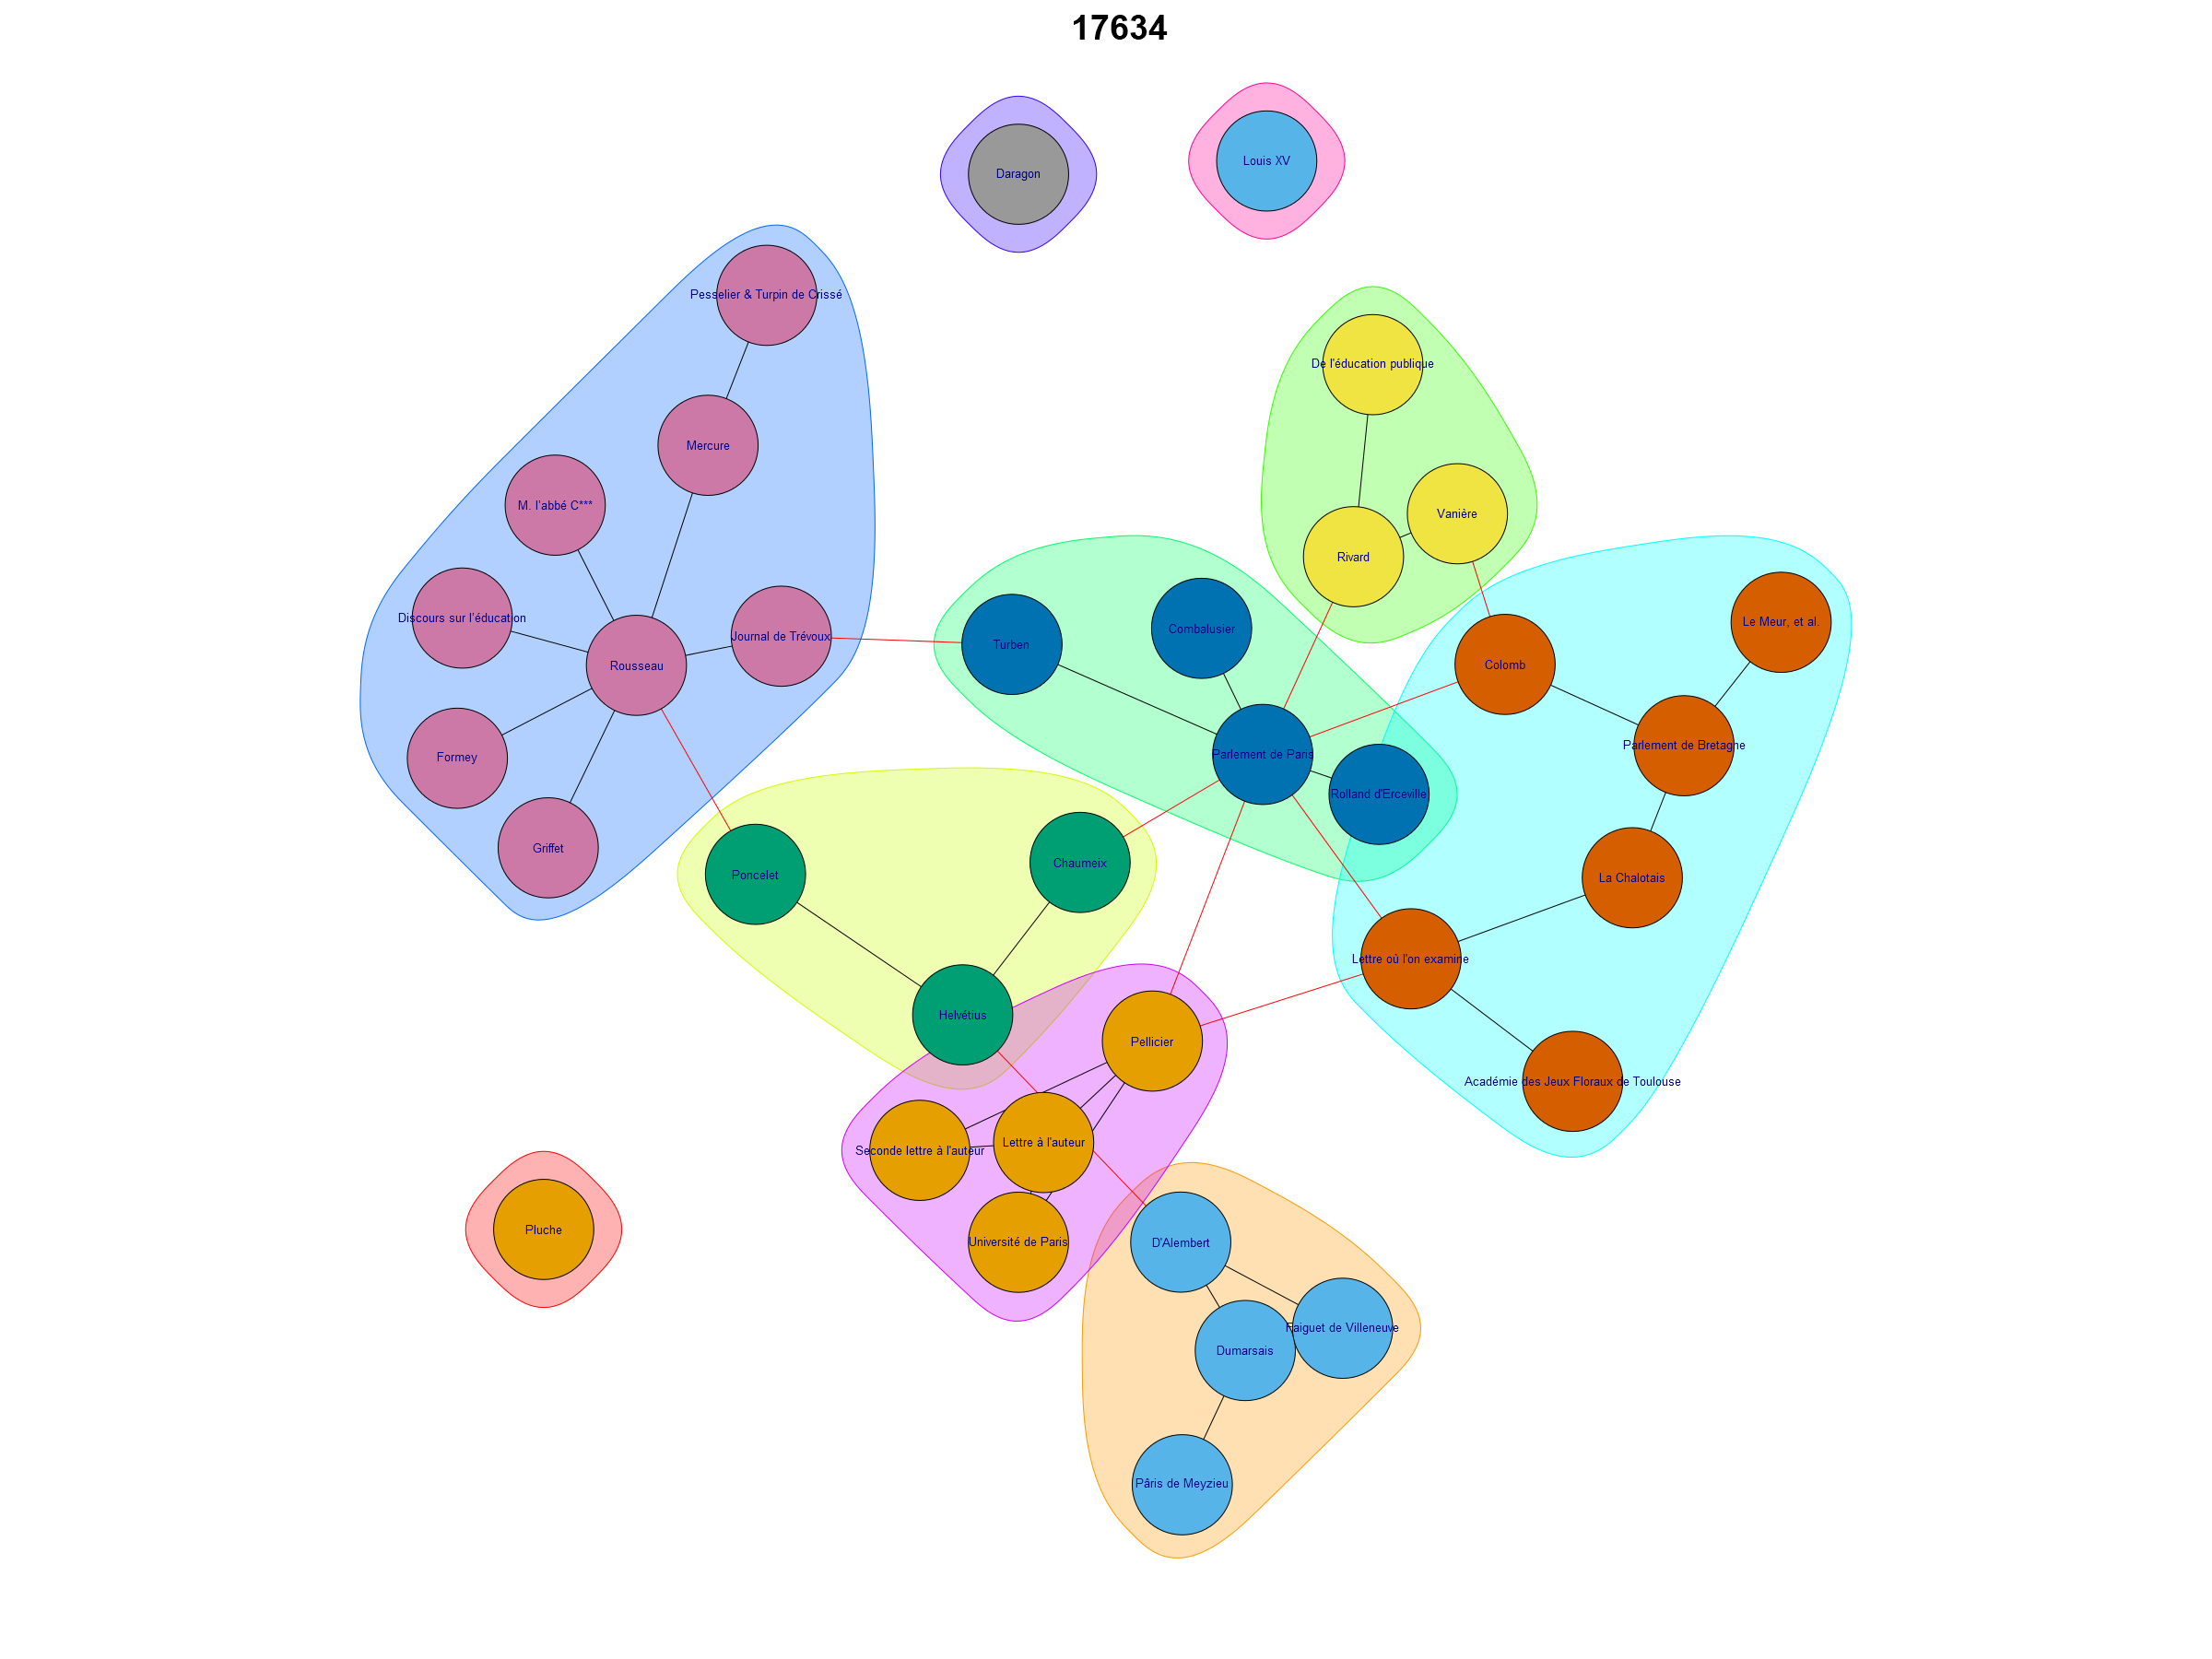 17634
Louis XV
Daragon
Pesselier & Turpin de Crissé
De l'éducation publique
Mercure
M. l'abbé C***
Vanière
Rivard
Discours sur l'éducation
Le Meur, et al.
Combalusier
Journal de Trévoux
Turben
Rousseau
Colomb
Parlement de Bretagne
Parlement de Paris
Formey
Rolland d'Erceville
Griffet
Chaumeix
Poncelet
La Chalotais
Lettre où l'on examine
Helvétius
Pellicier
Académie des Jeux Floraux de Toulouse
Lettre à l'auteur
Seconde lettre à l'auteur
Pluche
Université de Paris
D'Alembert
Faiguet de Villeneuve
Dumarsais
Pâris de Meyzieu